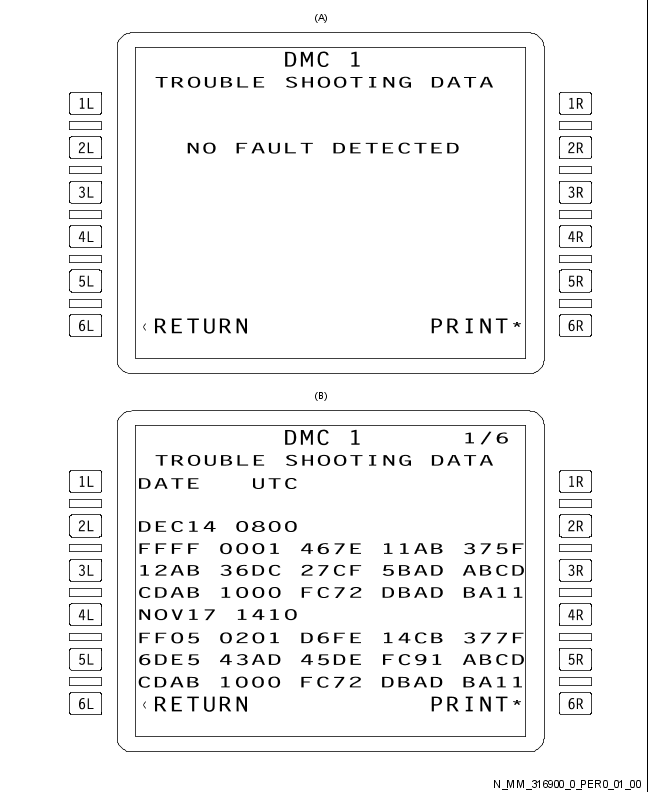 (A)
DMC 1
TROUBLE SHOOTING DATA
1L 1R
2L NO FAULT DETECTED 2R
3L 3R
4L 4R
5L 5R
6L ‹RETURN PRINT* 6R
(B)
DMC 1 1/6
TROUBLE SHOOTING DATA
1L DATE UTC 1R
2L DEC14 0800 2R
FFFF 0001 467E 11AB 375F
3L 12AB 36DC 27CF 5BAD ABCD 3R
CDAB 1000 FC72 DBAD BA11
4L NOV17 1410 4R
FF05 0201 D6FE 14CB 377F
5L 6DE5 43AD 45DE FC91 ABCD 5R
CDAB 1000 FC72 DBAD BA11
6L ‹RETURN PRINT* 6R
N_MM_316900_0_PER0_01_00